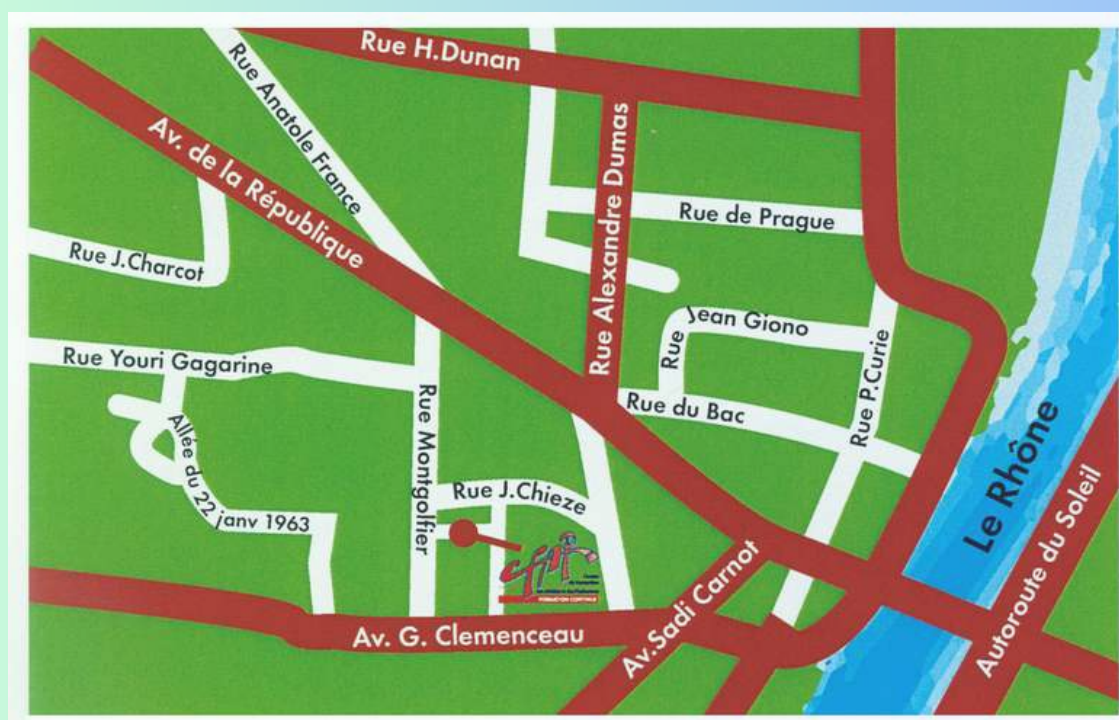 Rue H.Dunan
Rue Anatole France
Av. de la République
Rue Alexandre Dumas
Rue de Prague
Rue J.Charcot
Rue Jean Giono
Rue Youri Gagarine
Rue P.Curie
Rue du Bac
Rue Montgolfier
Allée du 22 janv 1963
Rue J.Chieze
Le Rhône
Autoroute du Soleil
FORMATION CONTINUE
Av. G. Clemenceau
Av.Sadi Carnot